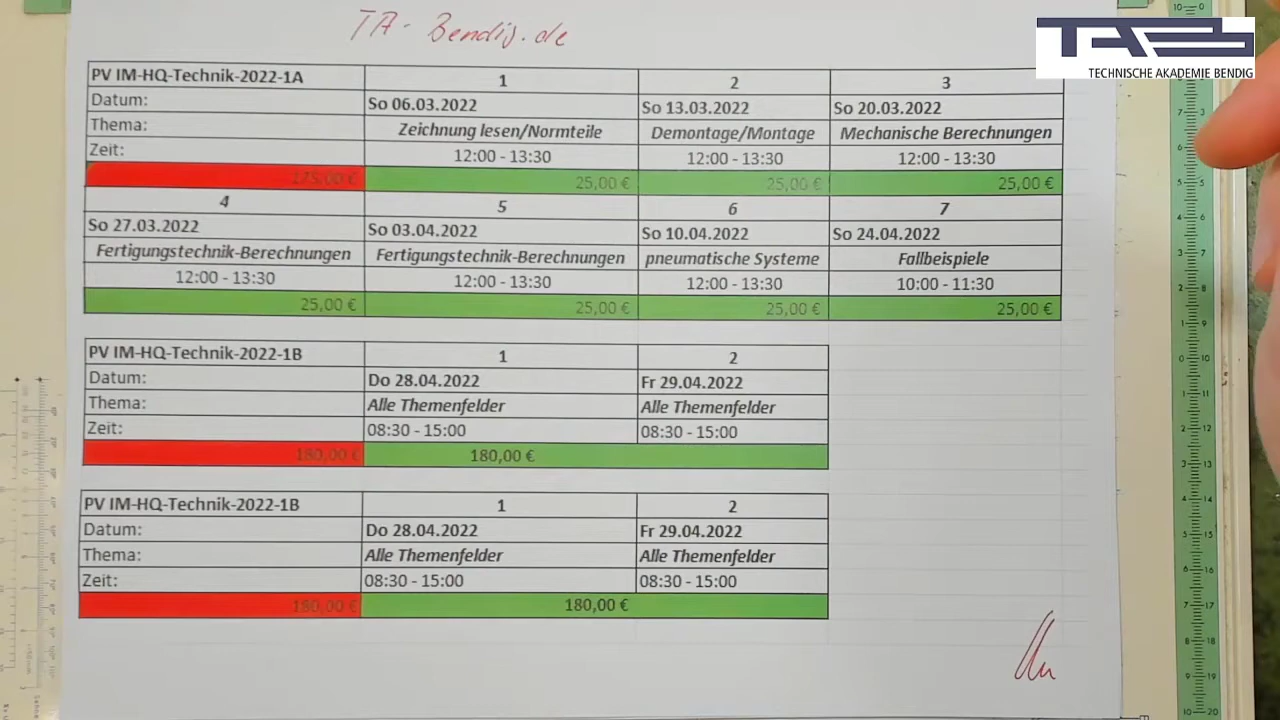 TA-Bendig.de
TAB
TECHNISCHE AKADEMIE BENDIG
PV IM-HQ-Technik-2022-1A 1 2 3
Datum: So 06.03.2022 So 13.03.2022 So 20.03.2022
Thema: Zeichnung lesen/Normteile Demontage/Montage Mechanische Berechnungen
Zeit: 12:00 - 13:30 12:00 - 13:30 12:00 - 13:30
175,00 € 25,00 € 25,00 € 25,00 €
4 5 6 7
So 27.03.2022 So 03.04.2022 So 10.04.2022 So 24.04.2022
Fertigungstechnik-Berechnungen Fertigungstechnik-Berechnungen pneumatische Systeme Fallbeispiele
12:00 - 13:30 12:00 - 13:30 12:00 - 13:30 10:00 - 11:30
25,00 € 25,00 € 25,00 € 25,00 €
PV IM-HQ-Technik-2022-1B 1 2
Datum: Do 28.04.2022 Fr 29.04.2022
Thema: Alle Themenfelder Alle Themenfelder
Zeit: 08:30 - 15:00 08:30 - 15:00
180,00 € 180,00 €
PV IM-HQ-Technik-2022-1B 1 2
Datum: Do 28.04.2022 Fr 29.04.2022
Thema: Alle Themenfelder Alle Themenfelder
Zeit: 08:30 - 15:00 08:30 - 15:00
180,00 € 180,00 €